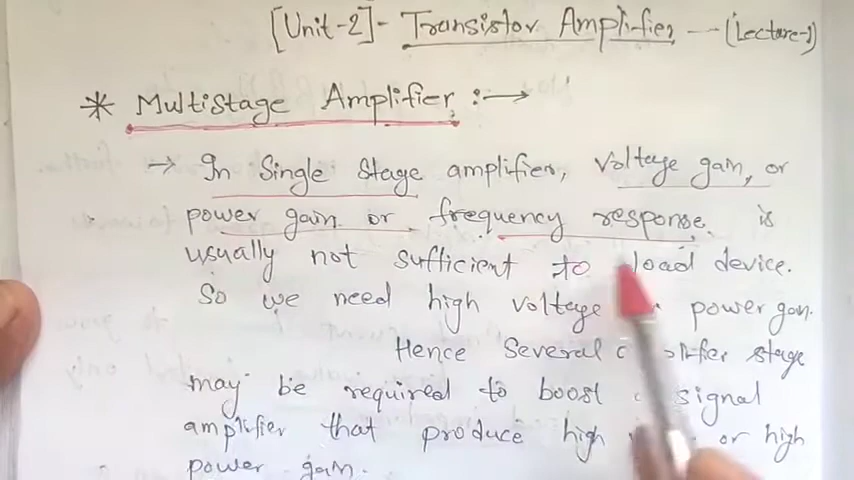 [Unit-2]- Transistor Amplifier --- (Lecture-1)
* Multistage Amplifier :→
→ In Single Stage amplifier, Voltage gain, or
power gain or frequency response. is
usually not sufficient to load device.
So we need high voltage power gan.
Hence Several stage
may be required to boost signal
amplifier that produce high or high
power gain.